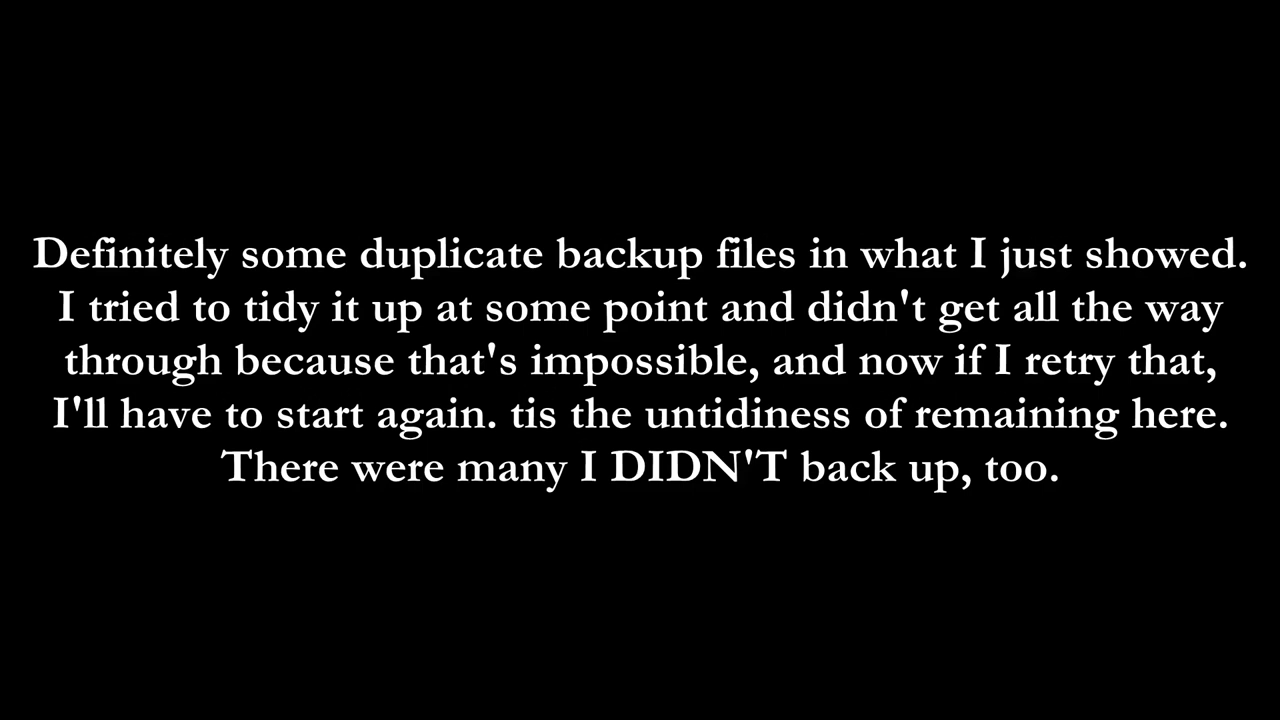 Definitely some duplicate backup files in what I just showed.
I tried to tidy it up at some point and didn't get all the way
through because that's impossible, and now if I retry that,
I'll have to start again. tis the untidiness of remaining here.
There were many I DIDN'T back up, too.